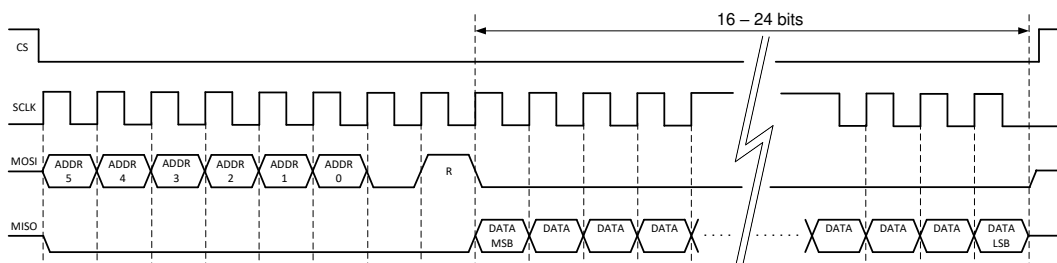 16 – 24 bits
CS
SCLK
MOSI
ADDR
5
ADDR
4
ADDR
3
ADDR
2
ADDR
1
ADDR
0
R
MISO
DATA
MSB
DATA
DATA
DATA
DATA
DATA
DATA
DATA
LSB